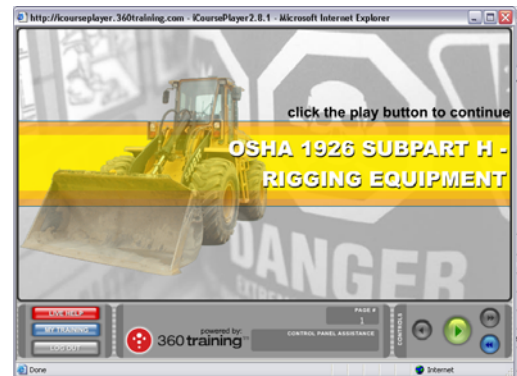 http://icourseplayer.360training.com - iCoursePlayer2.8.1 - Microsoft Internet Explorer
click the play button to continue
OSHA 1926 SUBPART H -
RIGGING EQUIPMENT
DANGER
LIVE HELP
MY TRAINING
LOG OUT
powered by:
360 training
PAGE #
1
CONTROL PANEL ASSISTANCE
CONTROLS
Done
Internet